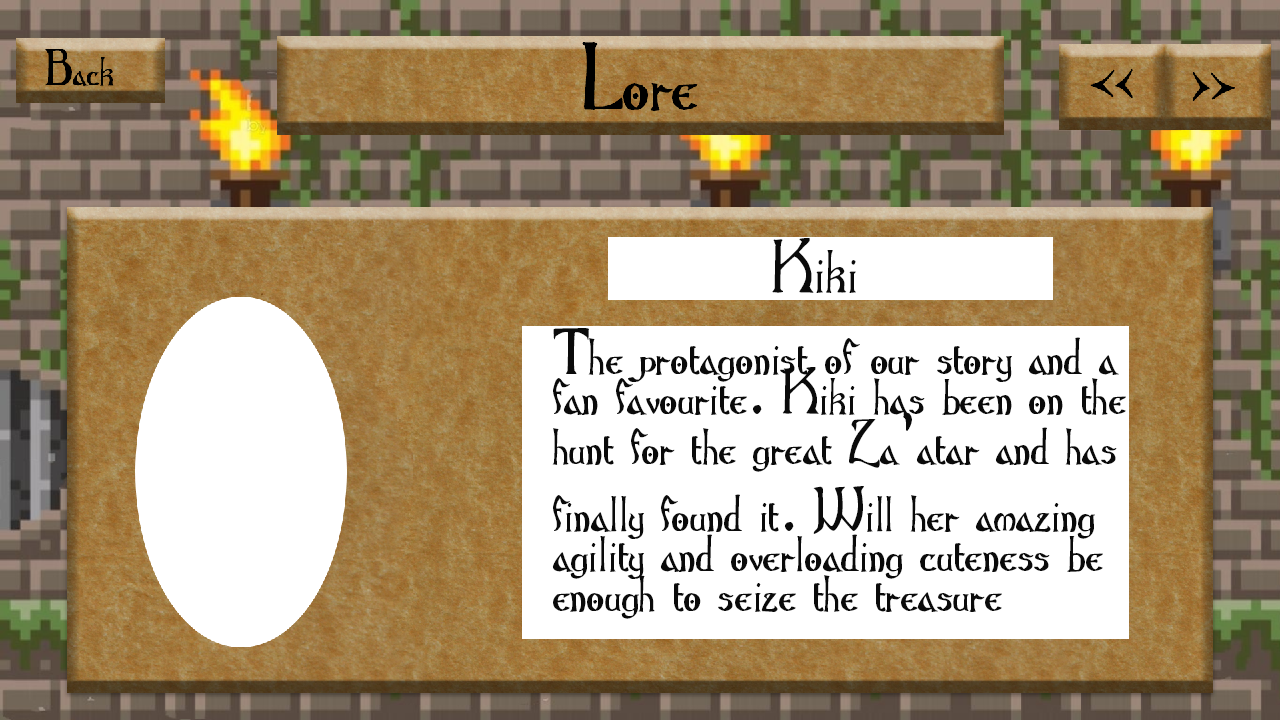 Back
Lore
<< >>
Kiki
The protagonist of our story and a
fan favourite. Kiki has been on the
hunt for the great Za'atar and has
finally found it. Will her amazing
agility and overloading cuteness be
enough to seize the treasure